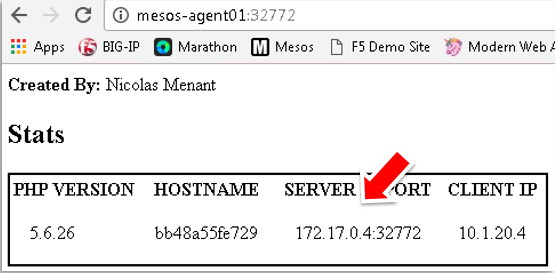 mesos-agent01:32772
Apps BIG-IP Marathon M Mesos F5 Demo Site Modern Web
Created By: Nicolas Menant
Stats
PHP VERSION HOSTNAME SERVER PORT CLIENT IP
5.6.26 bb48a55fe729 172.17.0.4:32772 10.1.20.4